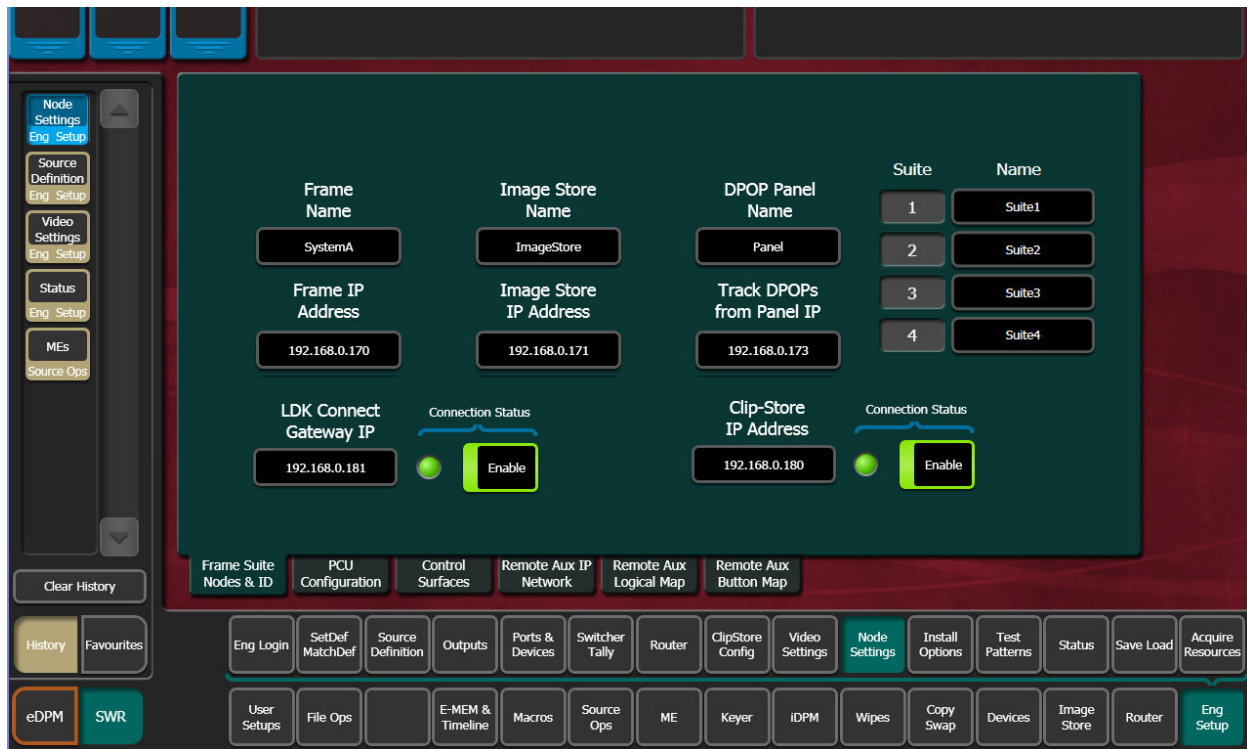 Node
Settings
Eng Setup
Source
Definition
Eng Setup
Video
Settings
Eng Setup
Status
Eng Setup
MEs
Source Ops
Clear History
History
Favourites
eDPM
SWR
Frame
Name
SystemA
Image Store
Name
ImageStore
DPOP Panel
Name
Panel
Suite
Name
1
Suite1
2
Suite2
3
Suite3
4
Suite4
Frame IP
Address
192.168.0.170
Image Store
IP Address
192.168.0.171
Track DPOPs
from Panel IP
192.168.0.173
LDK Connect
Gateway IP
192.168.0.181
Connection Status
Enable
Clip-Store
IP Address
192.168.0.180
Connection Status
Enable
Frame Suite
Nodes & ID
PCU
Configuration
Control
Surfaces
Remote Aux IP
Network
Remote Aux
Logical Map
Remote Aux
Button Map
Eng Login
SetDef
MatchDef
Source
Definition
Outputs
Ports &
Devices
Switcher
Tally
Router
ClipStore
Config
Video
Settings
Node
Settings
Install
Options
Test
Patterns
Status
Save Load
Acquire
Resources
User
Setups
File Ops
E-MEM &
Timeline
Macros
Source
Ops
ME
Keyer
iDPM
Wipes
Copy
Swap
Devices
Image
Store
Router
Eng
Setup